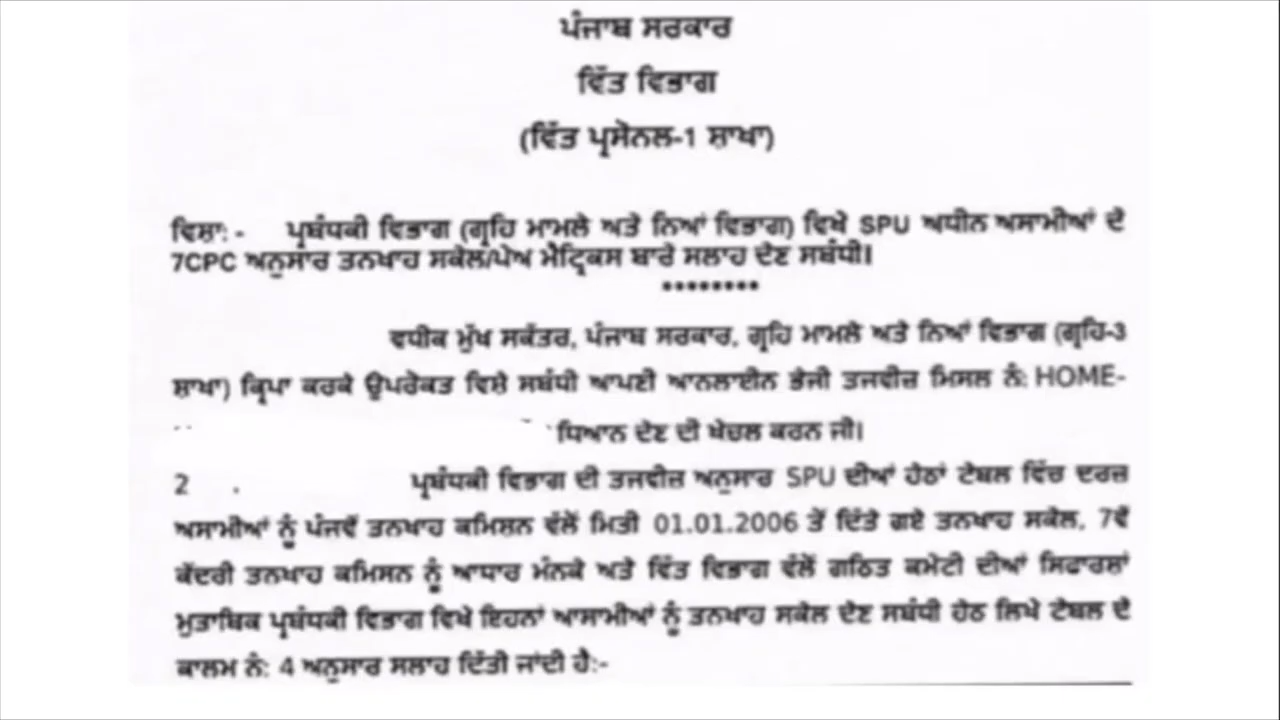 ਪੰਜਾਬ ਸਰਕਾਰ
ਵਿੱਤ ਵਿਭਾਗ
(ਵਿੱਤ ਪ੍ਰਸੋਨਲ-1 ਸ਼ਾਖਾ)
ਵਿਸ਼ਾ:- ਪ੍ਰਬੰਧਕੀ ਵਿਭਾਗ (ਗ੍ਰਹਿ ਮਾਮਲੇ ਅਤੇ ਨਿਆਂ ਵਿਭਾਗ) ਵਿਖੇ SPU ਅਧੀਨ ਅਸਾਮੀਆਂ ਦੇ
7CPC ਅਨੁਸਾਰ ਤਨਖਾਹ ਸਕੇਲ/ਪੇਅ ਮੈਟ੍ਰਿਕਸ ਬਾਰੇ ਸਲਾਹ ਦੇਣ ਸਬੰਧੀ।
********
ਵਧੀਕ ਮੁੱਖ ਸਕੱਤਰ, ਪੰਜਾਬ ਸਰਕਾਰ, ਗ੍ਰਹਿ ਮਾਮਲੇ ਅਤੇ ਨਿਆਂ ਵਿਭਾਗ (ਗ੍ਰਹਿ-3
ਸ਼ਾਖਾ) ਕ੍ਰਿਪਾ ਕਰਕੇ ਉਪਰੋਕਤ ਵਿਸ਼ੇ ਸਬੰਧੀ ਆਪਣੀ ਆਨਲਾਈਨ ਭੇਜੀ ਤਜਵੀਜ਼ ਮਿਸਲ ਨੰ: HOME-
ਧਿਆਨ ਦੇਣ ਦੀ ਖੇਚਲ ਕਰਨ ਜੀ।
2 . ਪ੍ਰਬੰਧਕੀ ਵਿਭਾਗ ਦੀ ਤਜਵੀਜ਼ ਅਨੁਸਾਰ SPU ਦੀਆਂ ਹੇਠਾਂ ਟੇਬਲ ਵਿੱਚ ਦਰਜ਼
ਅਸਾਮੀਆਂ ਨੂੰ ਪੰਜਵੇਂ ਤਨਖਾਹ ਕਮਿਸ਼ਨ ਵੱਲੋਂ ਮਿਤੀ 01.01.2006 ਤੋਂ ਦਿੱਤੇ ਗਏ ਤਨਖਾਹ ਸਕੇਲ, 7ਵੇਂ
ਕੇਂਦਰੀ ਤਨਖਾਹ ਕਮਿਸ਼ਨ ਨੂੰ ਆਧਾਰ ਮੰਨਕੇ ਅਤੇ ਵਿੱਤ ਵਿਭਾਗ ਵੱਲੋਂ ਗਠਿਤ ਕਮੇਟੀ ਦੀਆਂ ਸਿਫਾਰਸ਼ਾਂ
ਮੁਤਾਬਿਕ ਪ੍ਰਬੰਧਕੀ ਵਿਭਾਗ ਵਿਖੇ ਇਹਨਾਂ ਆਸਾਮੀਆਂ ਨੂੰ ਤਨਖਾਹ ਸਕੇਲ ਦੇਣ ਸਬੰਧੀ ਹੇਠ ਲਿਖੇ ਟੇਬਲ ਦੇ
ਕਾਲਮ ਨੰ: 4 ਅਨੁਸਾਰ ਸਲਾਹ ਦਿੱਤੀ ਜਾਂਦੀ ਹੈ:-